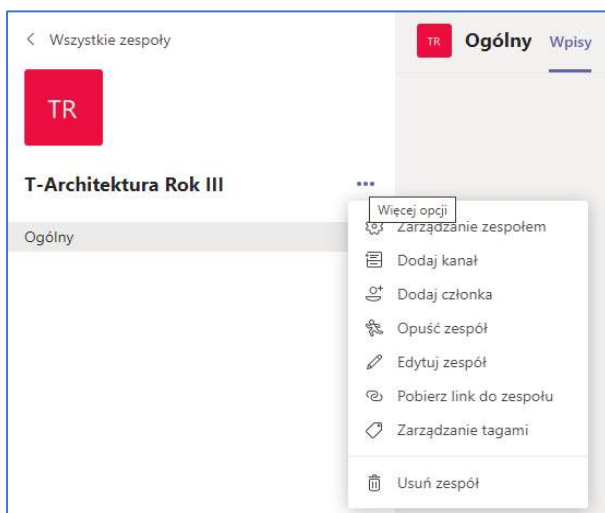 Wszystkie zespoły
TR
T-Architektura Rok III
Ogólny
TR Ogólny Wpisy
Więcej opcji
Zarządzanie zespołem
Dodaj kanał
Dodaj członka
Opuść zespół
Edytuj zespół
Pobierz link do zespołu
Zarządzanie tagami
Usuń zespół